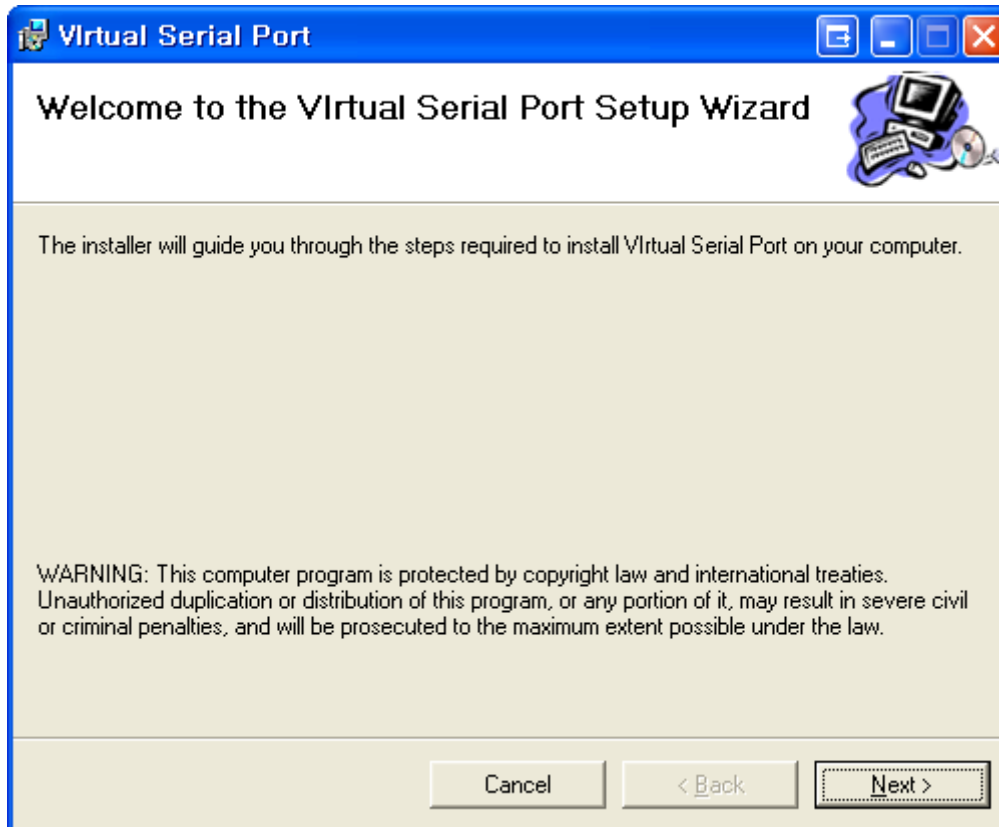 VIrtual Serial Port
Welcome to the VIrtual Serial Port Setup Wizard
The installer will guide you through the steps required to install VIrtual Serial Port on your computer.
WARNING: This computer program is protected by copyright law and international treaties.
Unauthorized duplication or distribution of this program, or any portion of it, may result in severe civil
or criminal penalties, and will be prosecuted to the maximum extent possible under the law.
Cancel
< Back
Next >